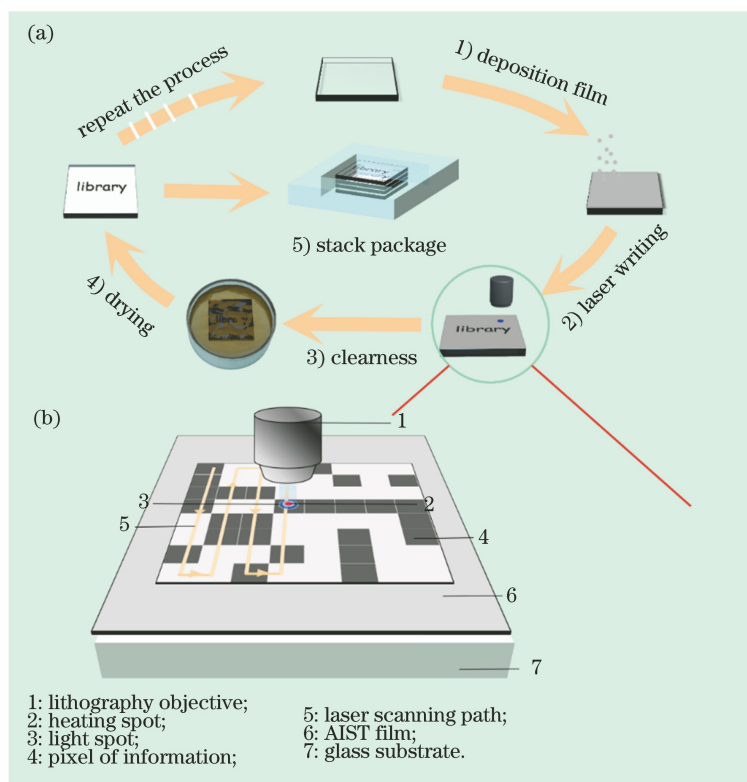 (a)
repeat the process
1) deposition film
library
library
5) stack package
2) laser writing
library
4) drying
3) clearness
(b)
1
3
2
5
4
6
7
1: lithography objective;
2: heating spot;
3: light spot;
4: pixel of information;
5: laser scanning path;
6: AIST film;
7: glass substrate.